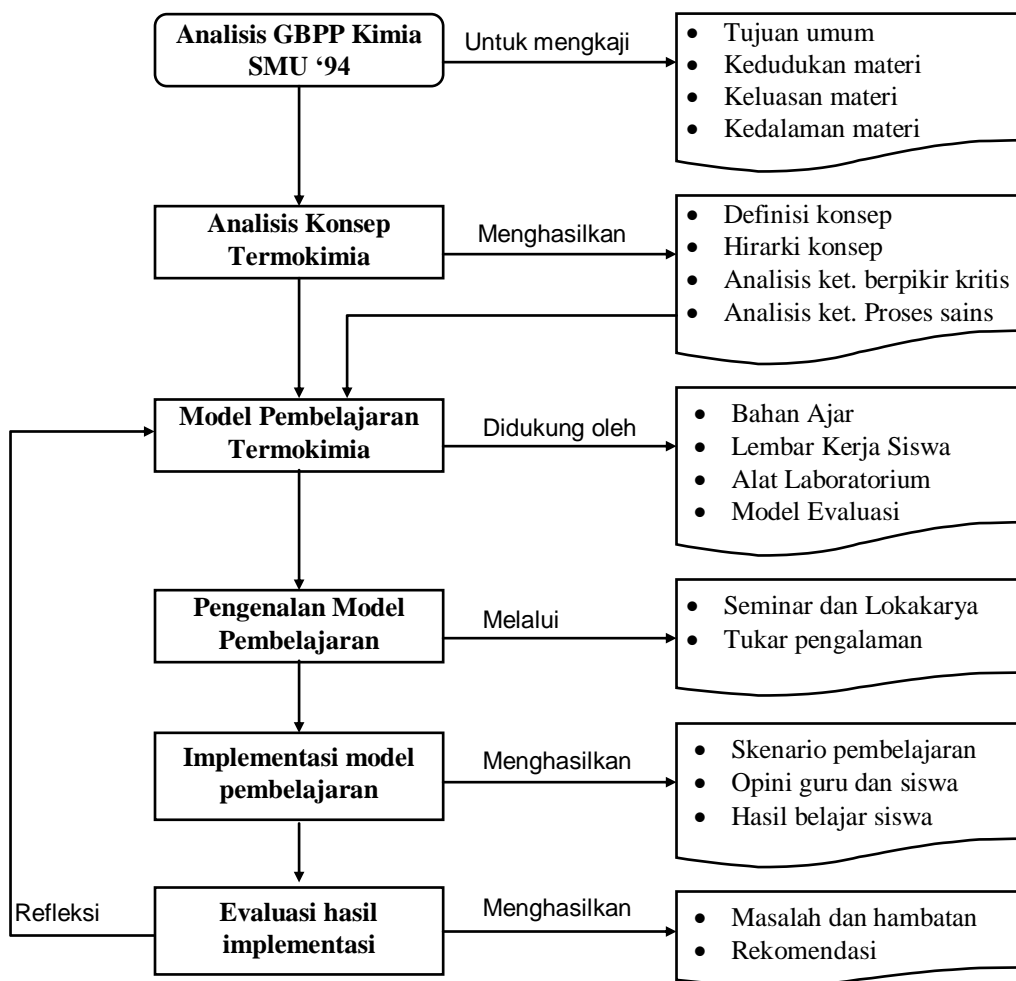 Analisis GBPP Kimia
SMU ‘94
Untuk mengkaji
• Tujuan umum
• Kedudukan materi
• Keluasan materi
• Kedalaman materi
Analisis Konsep
Termokimia
Menghasilkan
• Definisi konsep
• Hirarki konsep
• Analisis ket. berpikir kritis
• Analisis ket. Proses sains
Model Pembelajaran
Termokimia
Didukung oleh
• Bahan Ajar
• Lembar Kerja Siswa
• Alat Laboratorium
• Model Evaluasi
Pengenalan Model
Pembelajaran
Melalui
• Seminar dan Lokakarya
• Tukar pengalaman
Implementasi model
pembelajaran
Menghasilkan
• Skenario pembelajaran
• Opini guru dan siswa
• Hasil belajar siswa
Refleksi
Evaluasi hasil
implementasi
Menghasilkan
• Masalah dan hambatan
• Rekomendasi